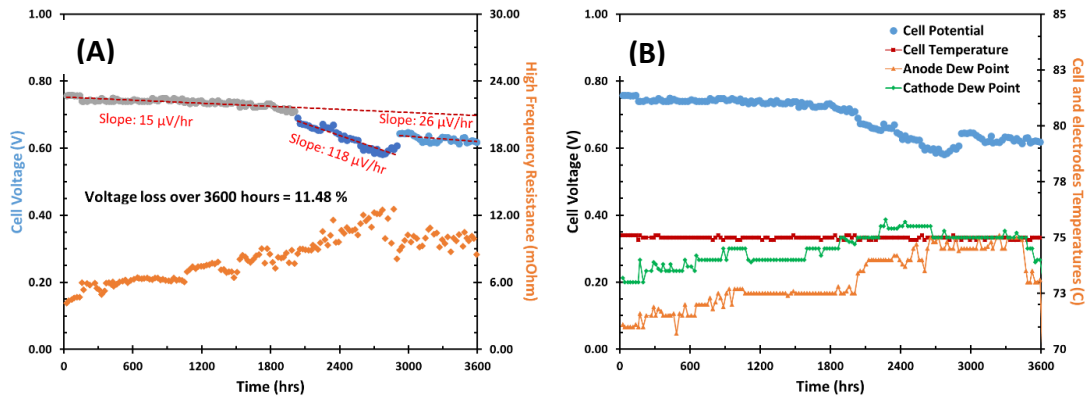 (A)
1.00
0.80
0.60
0.40
0.20
0.00
Cell Voltage (V)
30.00
24.00
18.00
12.00
6.00
0.00
High Frequency
Resistance (mOhm)
Slope: 15 µV/hr
Slope: 118 µV/hr
Slope: 26 µV/hr
Voltage loss over 3600 hours = 11.48 %
0 600 1200 1800 2400 3000 3600
Time (hrs)
(B)
Cell Potential
Cell Temperature
Anode Dew Point
Cathode Dew Point
1.00
0.80
0.60
0.40
0.20
0.00
Cell Voltage (V)
85
83
80
78
75
73
70
Cell and electrodes
Temperatures (C)
0 600 1200 1800 2400 3000 3600
Time (hrs)